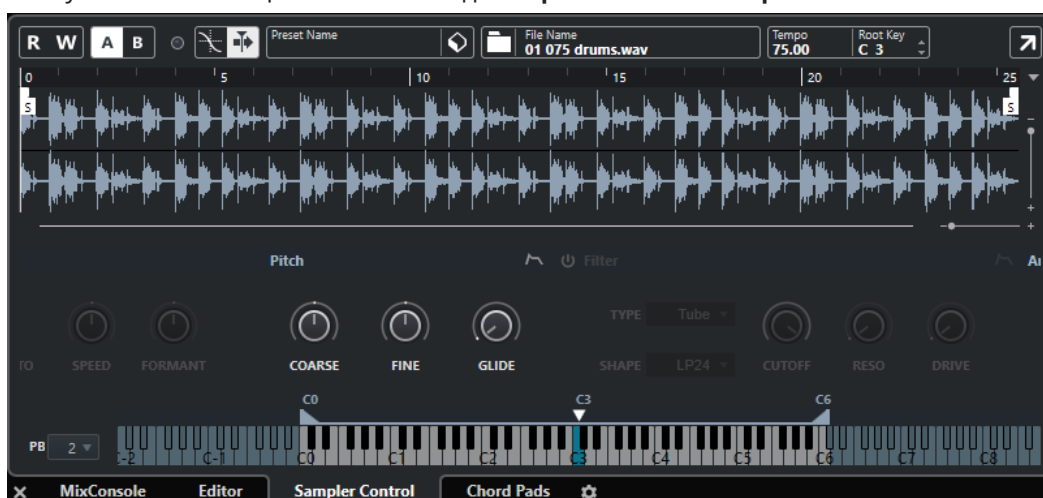 R W A B Preset Name File Name Tempo Root Key
01 075 drums.wav 75.00 C 3
0 5 10 15 20 25
S S
Pitch Filter
TYPE Tube
TO SPEED FORMANT COARSE FINE GLIDE SHAPE LP24 CUTOFF RESO DRIVE
C0 C3 C6
PB 2
C-1 C0 C1 C2 C3 C4 C5 C6 C7 C8
MixConsole Editor Sampler Control Chord Pads